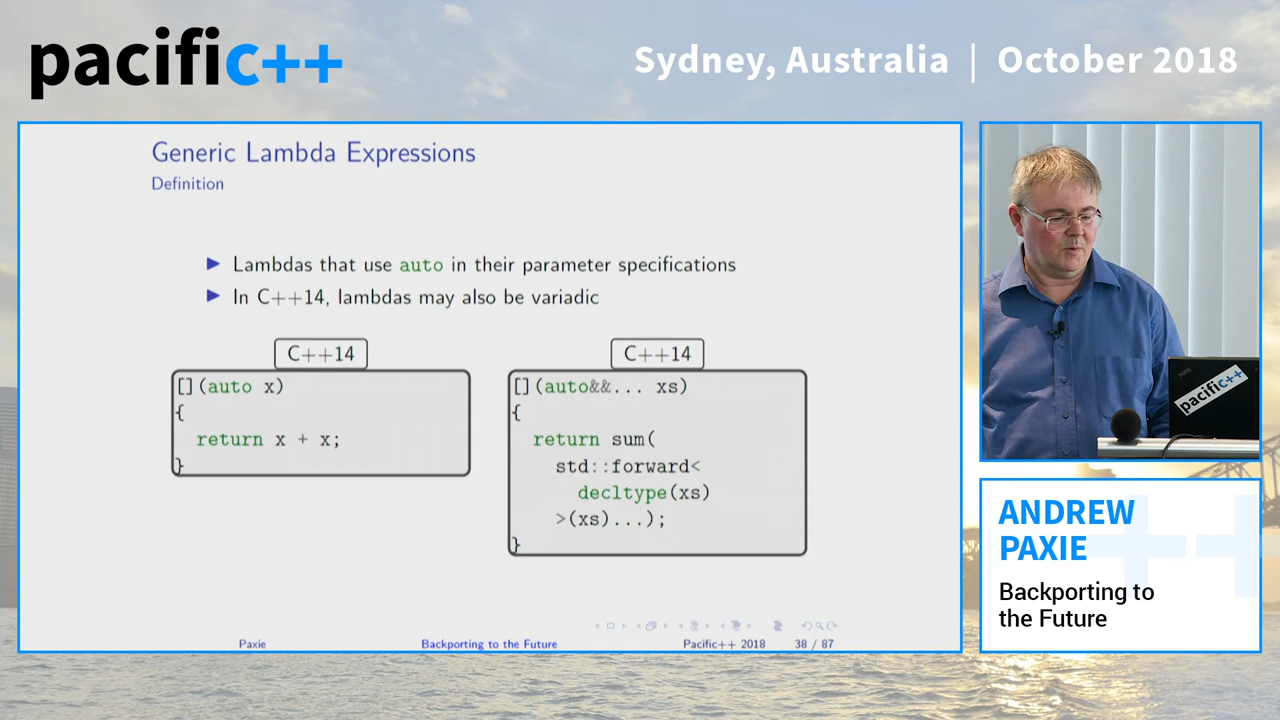 pacific++
Sydney, Australia | October 2018
Generic Lambda Expressions
Definition
Lambdas that use auto in their parameter specifications
In C++14, lambdas may also be variadic
C++14
[](auto x)
{
return x + x;
}
C++14
[](auto&&... xs)
{
return sum(
std::forward<
decltype(xs)
>(xs)...);
}
Paxie
Backporting to the Future
Pacific++ 2018
38 / 87
pacific++
ANDREW
PAXIE
Backporting to
the Future